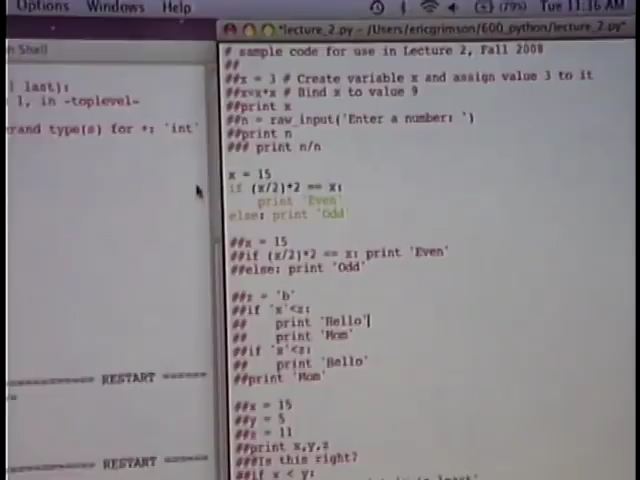 Options Windows Help
(79%) Tue 11:36 AM
*lecture_2.py - /Users/ericgrimson/600_python/lecture_2.py*
Shell
last):
1, in -toplevel-
erand type(s) for +: 'int'
RESTART
RESTART
# sample code for use in Lecture 2, Fall 2008
##
##x = 3 # Create variable x and assign value 3 to it
##x=x*x # Bind x to value 9
##print x
##n = raw_input('Enter a number: ')
##print n
### print n/n
x = 15
if (x/2)*2 == x:
print 'Even'
else: print 'Odd'
##x = 15
##if (x/2)*2 == x: print 'Even'
##else: print 'Odd'
##z = 'b'
##if 'x'<z:
## print 'Hello'
## print 'Mom'
##if 'x'<z:
## print 'Hello'
##print 'Mom'
##x = 15
##y = 5
##z = 11
##print x,y,z
###Is this right?
##if x < y: